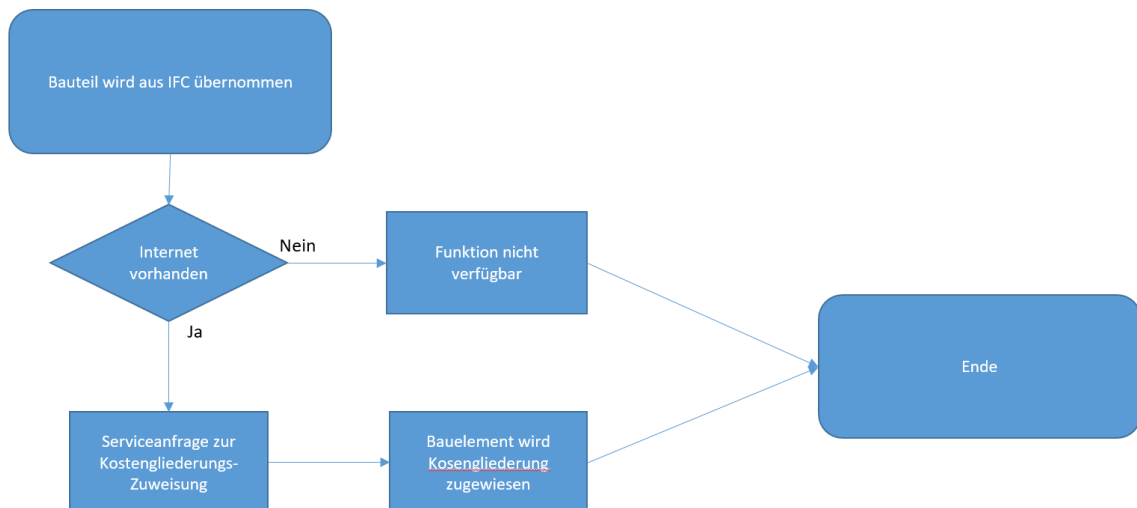 Bauteil wird aus IFC übernommen
Internet
vorhanden
Nein
Funktion nicht
verfügbar
Ja
Ende
Serviceanfrage zur
Kostengliederungs-
Zuweisung
Bauelement wird
Kosengliederung
zugewiesen